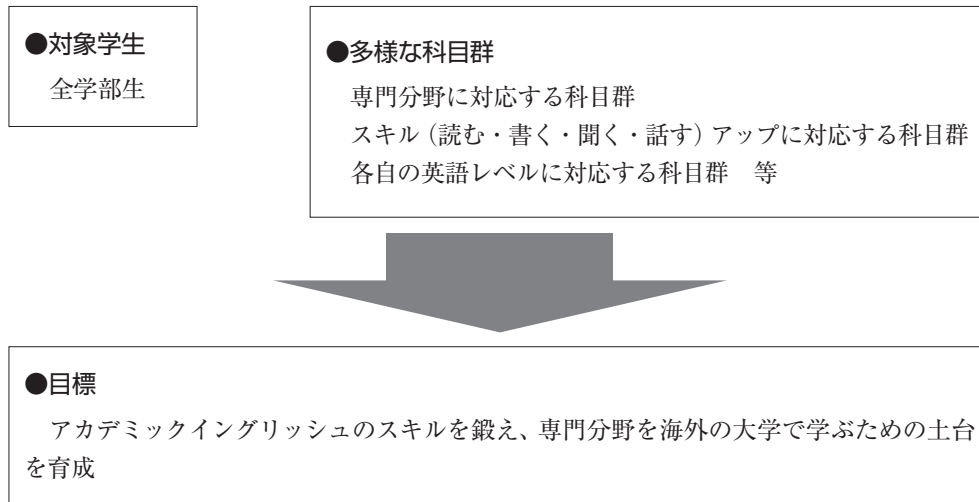 ●対象学生
全学部生
●多様な科目群
専門分野に対応する科目群
スキル（読む・書く・聞く・話す）アップに対応する科目群
各自の英語レベルに対応する科目群　等
●目標
アカデミックイングリッシュのスキルを鍛え、専門分野を海外の大学で学ぶための土台
を育成